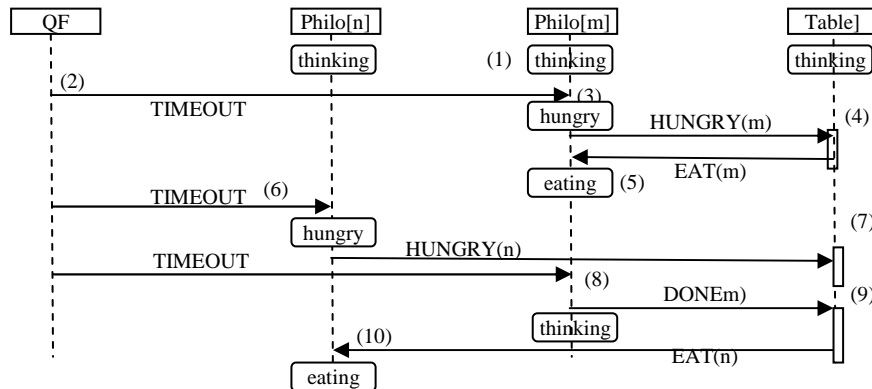 QF Philo[n] Philo[m] Table]
thinking (1) thinking thinking
(2) (3)
TIMEOUT
hungry (4)
HUNGRY(m)
EAT(m)
eating (5)
(6)
TIMEOUT
(7)
hungry
HUNGRY(n)
TIMEOUT
(8)
DONEm) (9)
thinking
(10)
EAT(n)
eating